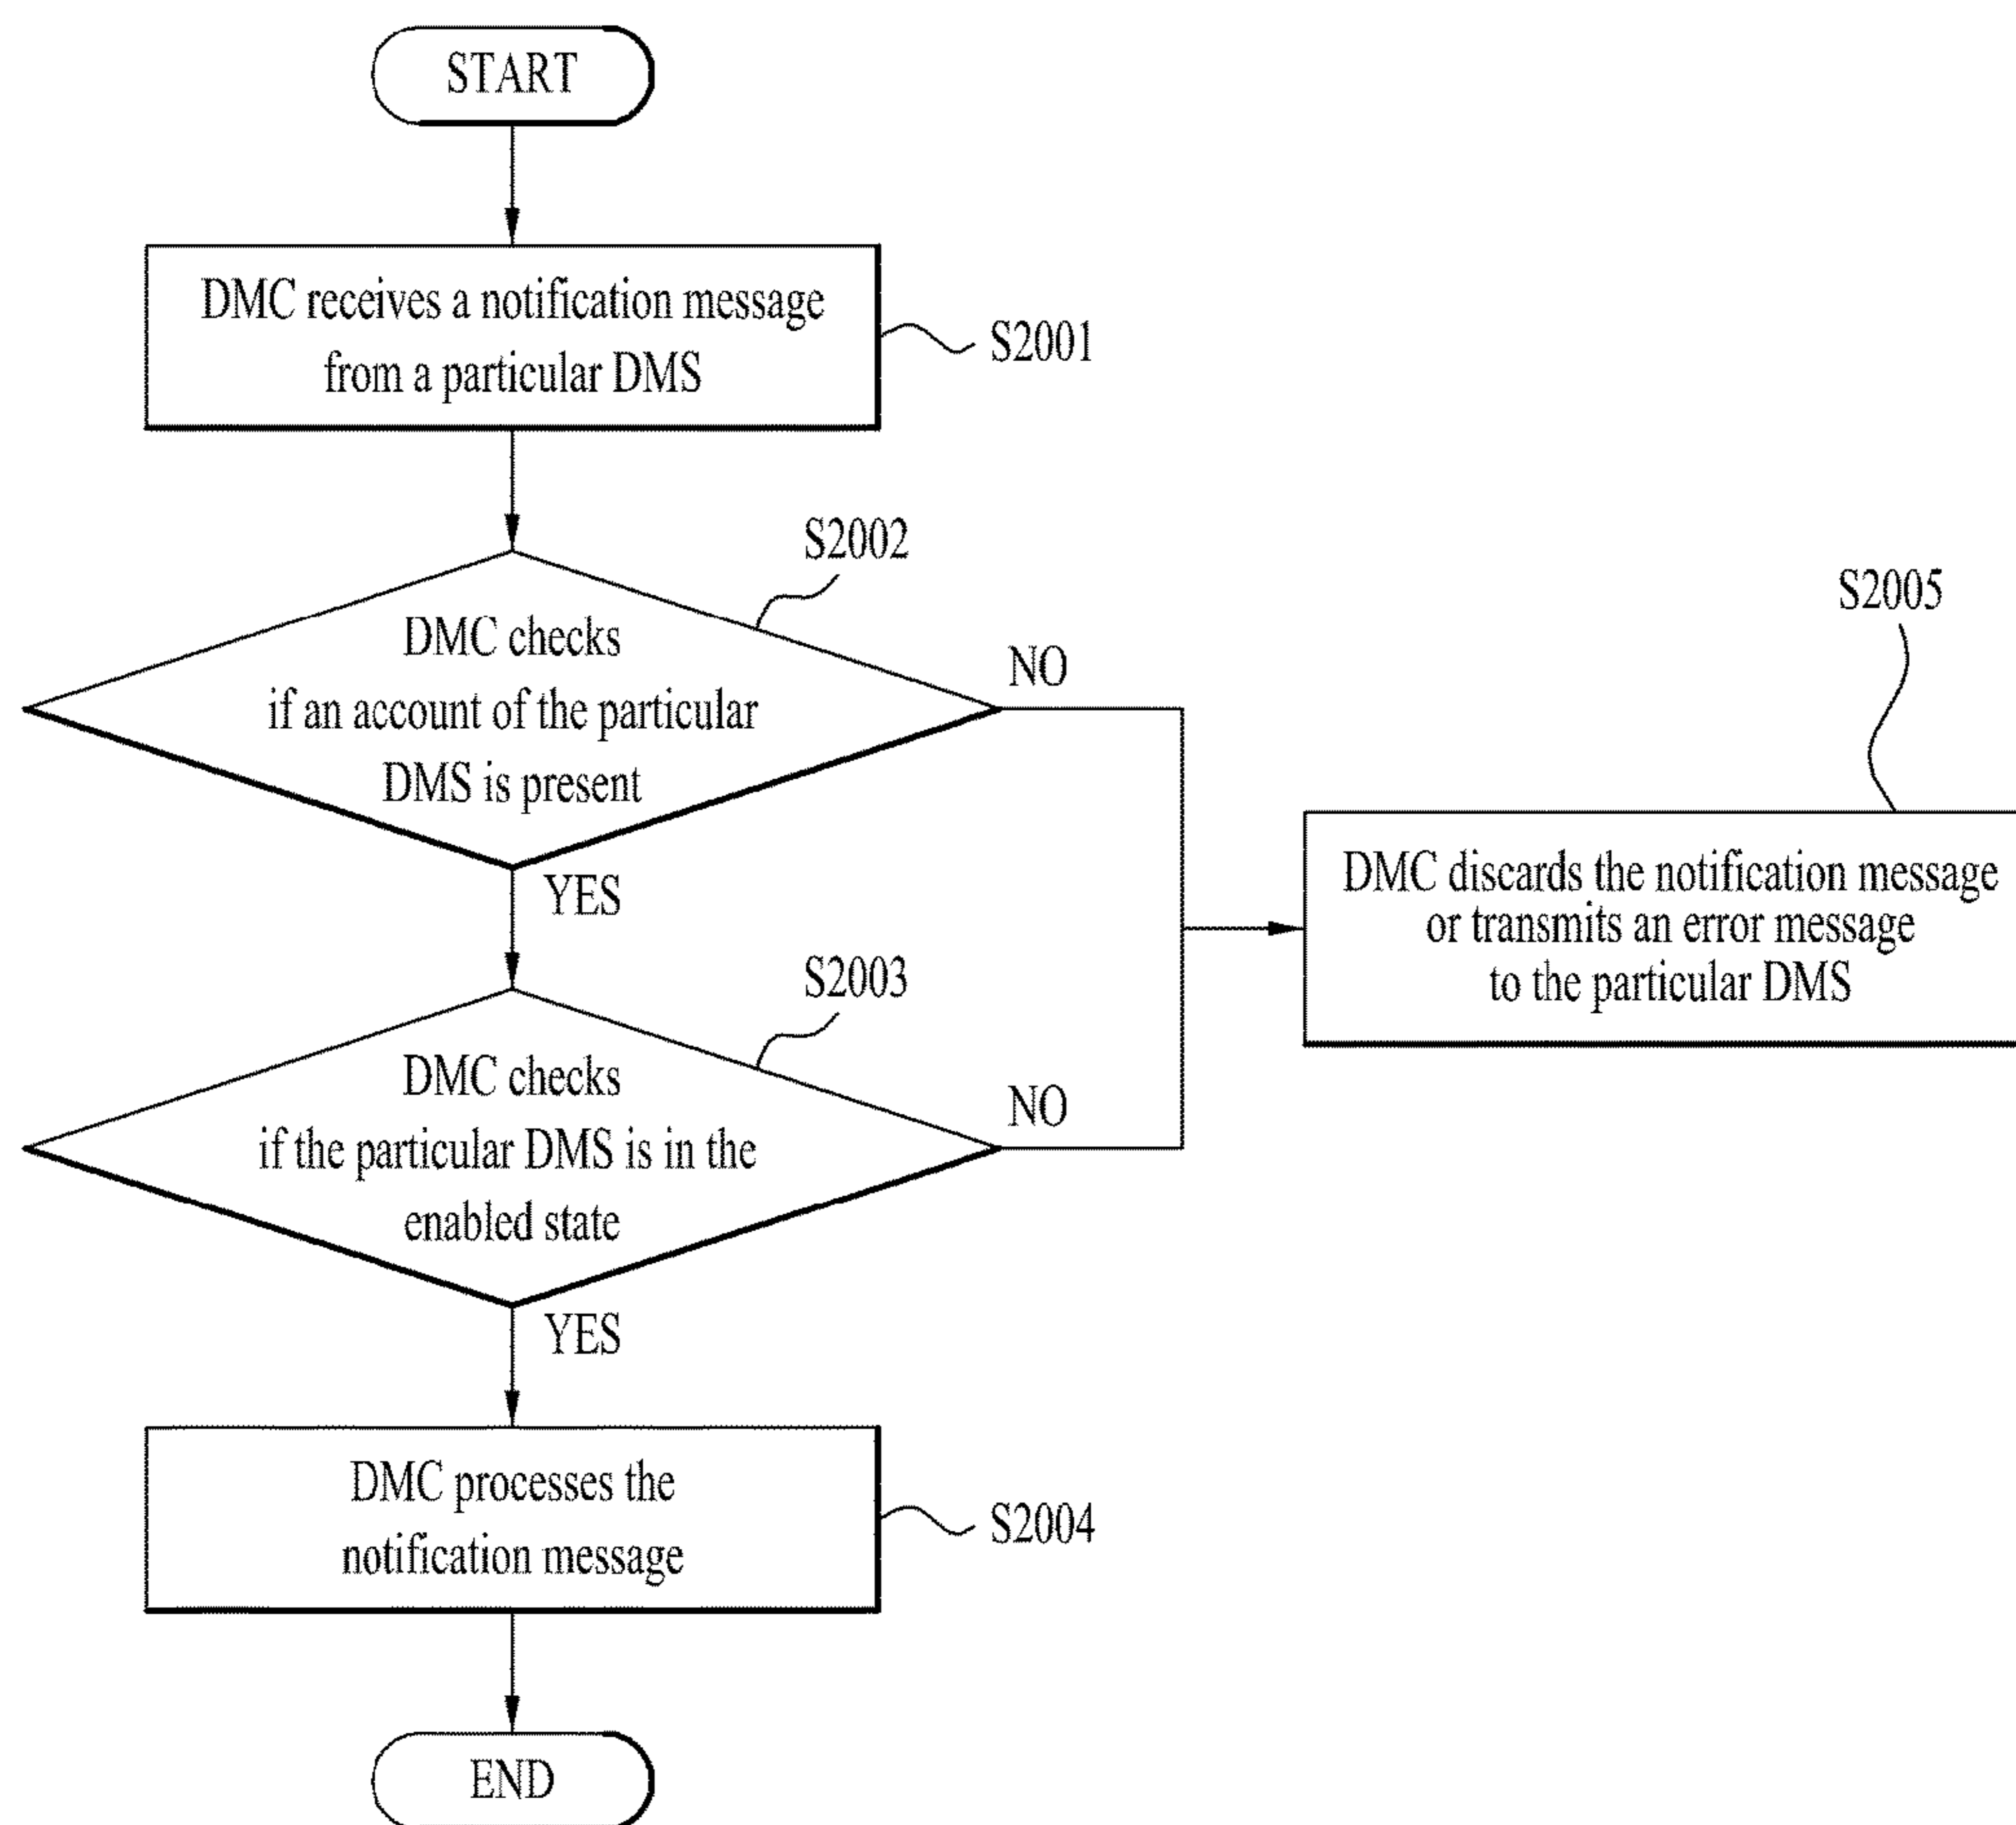 START
DMC receives a notification message
from a particular DMS
S2001
S2002
DMC checks
if an account of the particular
DMS is present
NO
YES
S2003
DMC checks
if the particular DMS is in the
enabled state
NO
YES
S2005
DMC discards the notification message
or transmits an error message
to the particular DMS
DMC processes the
notification message
S2004
END